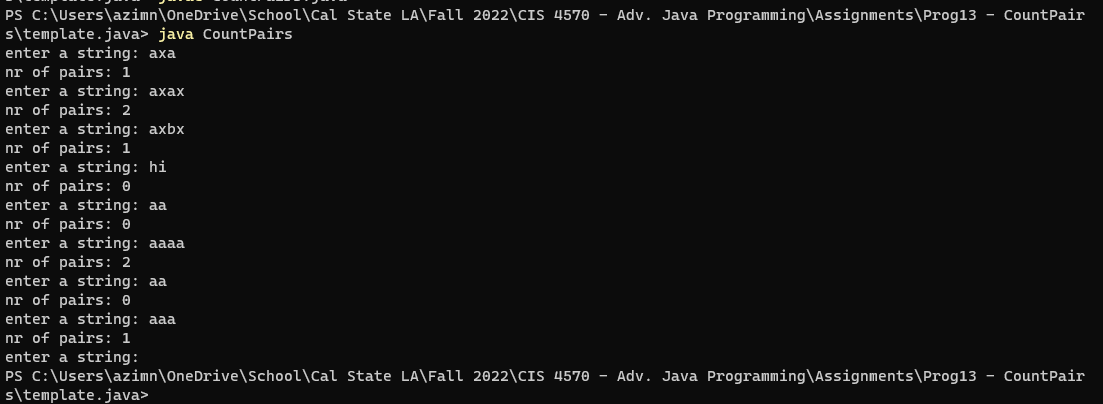 PS C:\Users\azimn\OneDrive\School\Cal State LA\Fall 2022\CIS 4570 - Adv. Java Programming\Assignments\Prog13 - CountPair
s\template.java> java CountPairs
enter a string: axa
nr of pairs: 1
enter a string: axax
nr of pairs: 2
enter a string: axbx
nr of pairs: 1
enter a string: hi
nr of pairs: 0
enter a string: aa
nr of pairs: 0
enter a string: aaaa
nr of pairs: 2
enter a string: aa
nr of pairs: 0
enter a string: aaa
nr of pairs: 1
enter a string:
PS C:\Users\azimn\OneDrive\School\Cal State LA\Fall 2022\CIS 4570 - Adv. Java Programming\Assignments\Prog13 - CountPair
s\template.java>